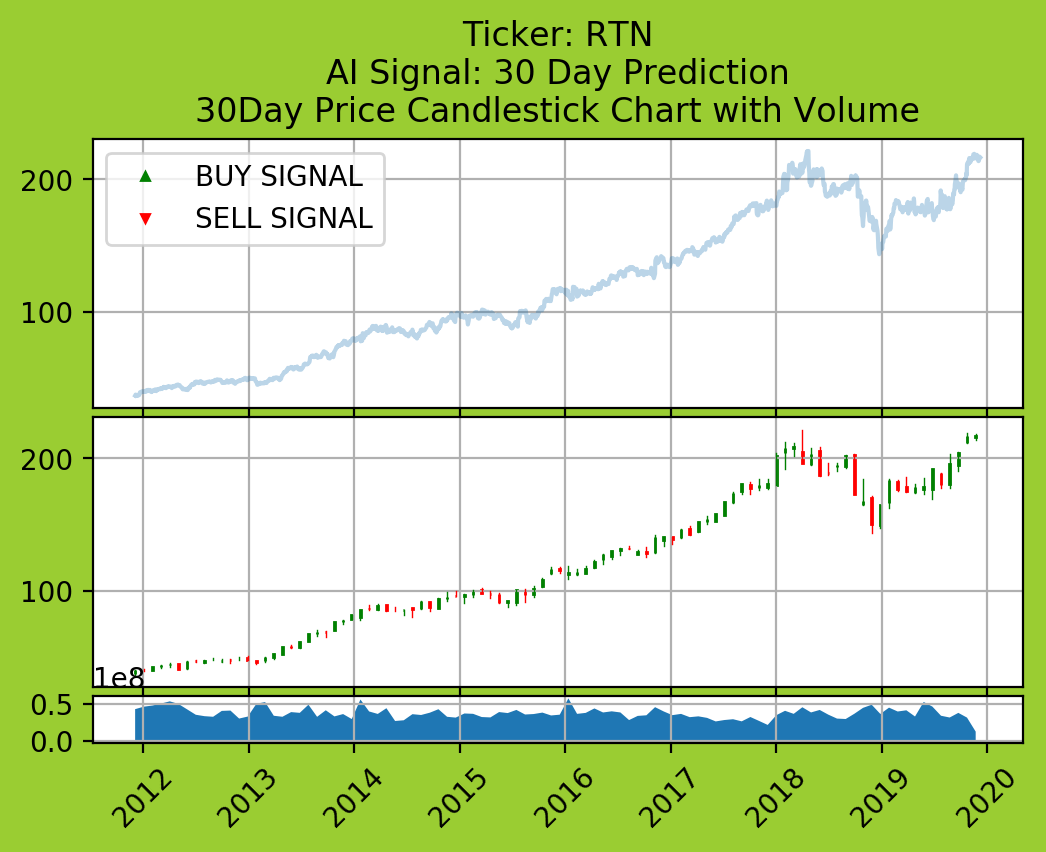 Ticker: RTN
AI Signal: 30 Day Prediction
30Day Price Candlestick Chart with Volume
BUY SIGNAL
SELL SIGNAL
200
100
200
100
1e8
0.5
0.0
2012 2013 2014 2015 2016 2017 2018 2019 2020